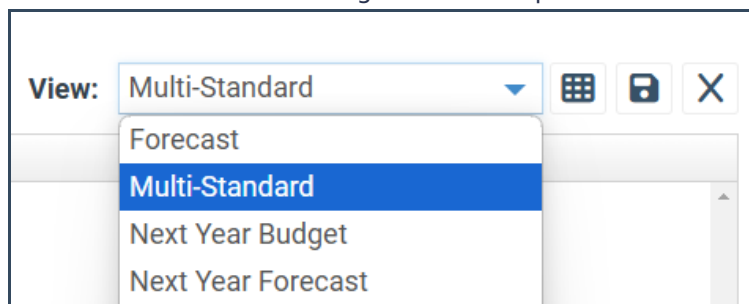 View: Multi-Standard
Forecast
Multi-Standard
Next Year Budget
Next Year Forecast